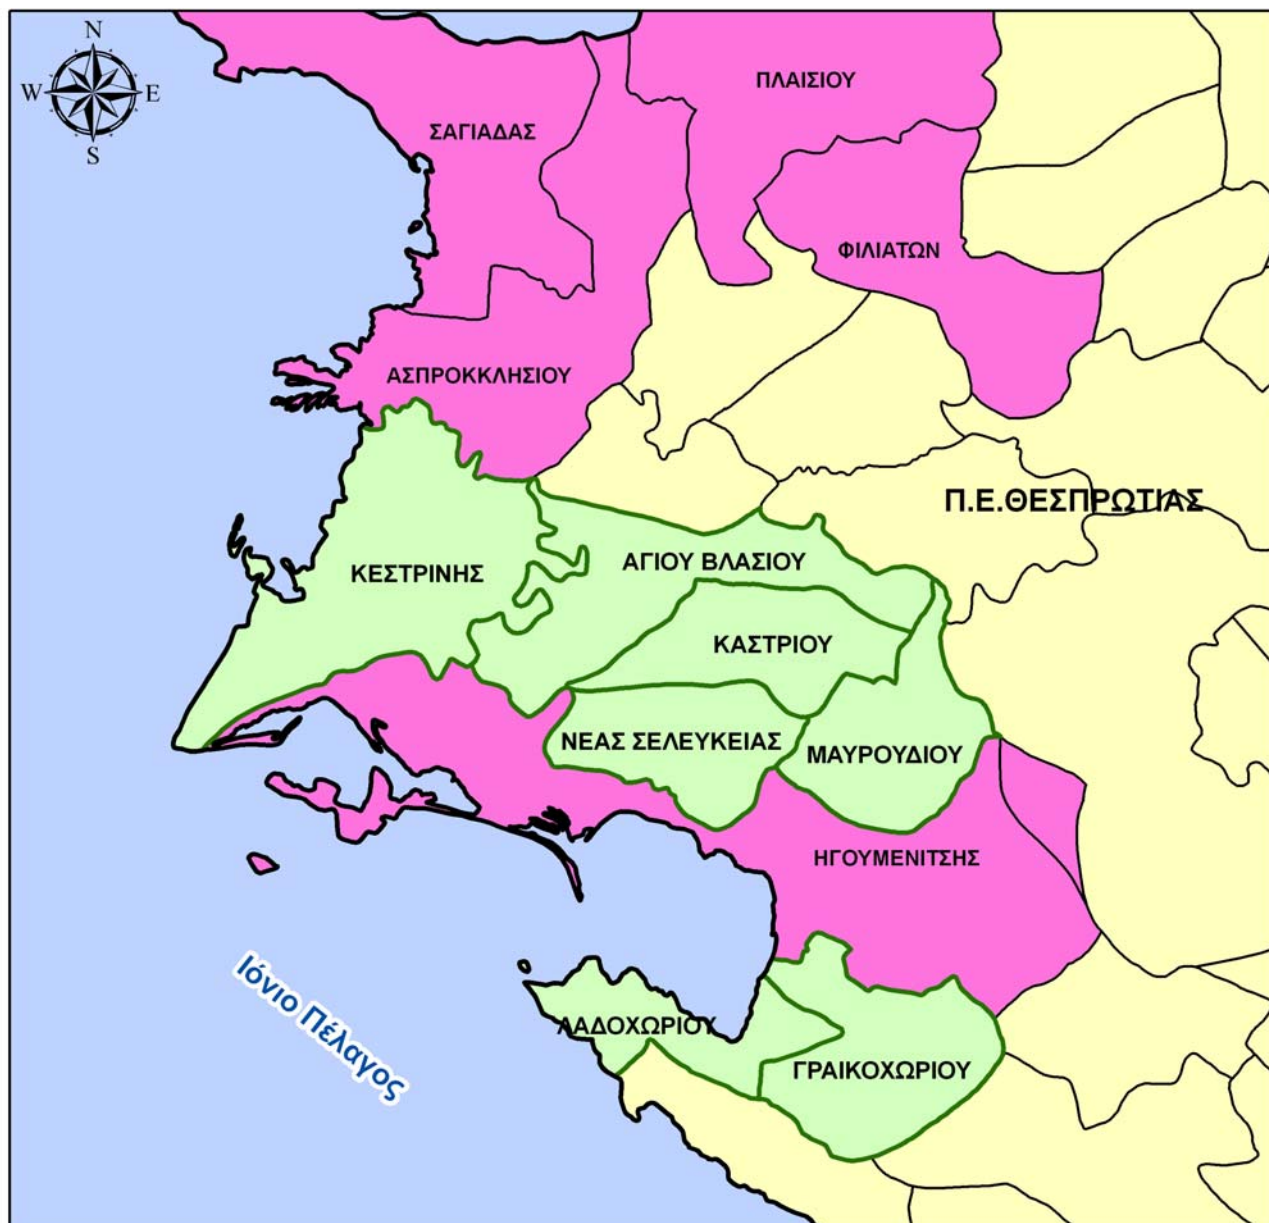 N
W E
S
ΠΛΑΙΣΙΟΥ
ΣΑΓΙΑΔΑΣ
ΦΙΛΙΑΤΩΝ
ΑΣΠΡΟΚΚΛΗΣΙΟΥ
Π.Ε.ΘΕΣΠΡΩΤΙΑΣ
ΑΓΙΟΥ ΒΛΑΣΙΟΥ
ΚΕΣΤΡΙΝΗΣ
ΚΑΣΤΡΙΟΥ
ΝΕΑΣ ΣΕΛΕΥΚΕΙΑΣ
ΜΑΥΡΟΥΔΙΟΥ
ΗΓΟΥΜΕΝΙΤΣΗΣ
Ιόνιο Πέλαγος
ΛΑΔΟΧΩΡΙΟΥ
ΓΡΑΙΚΟΧΩΡΙΟΥ